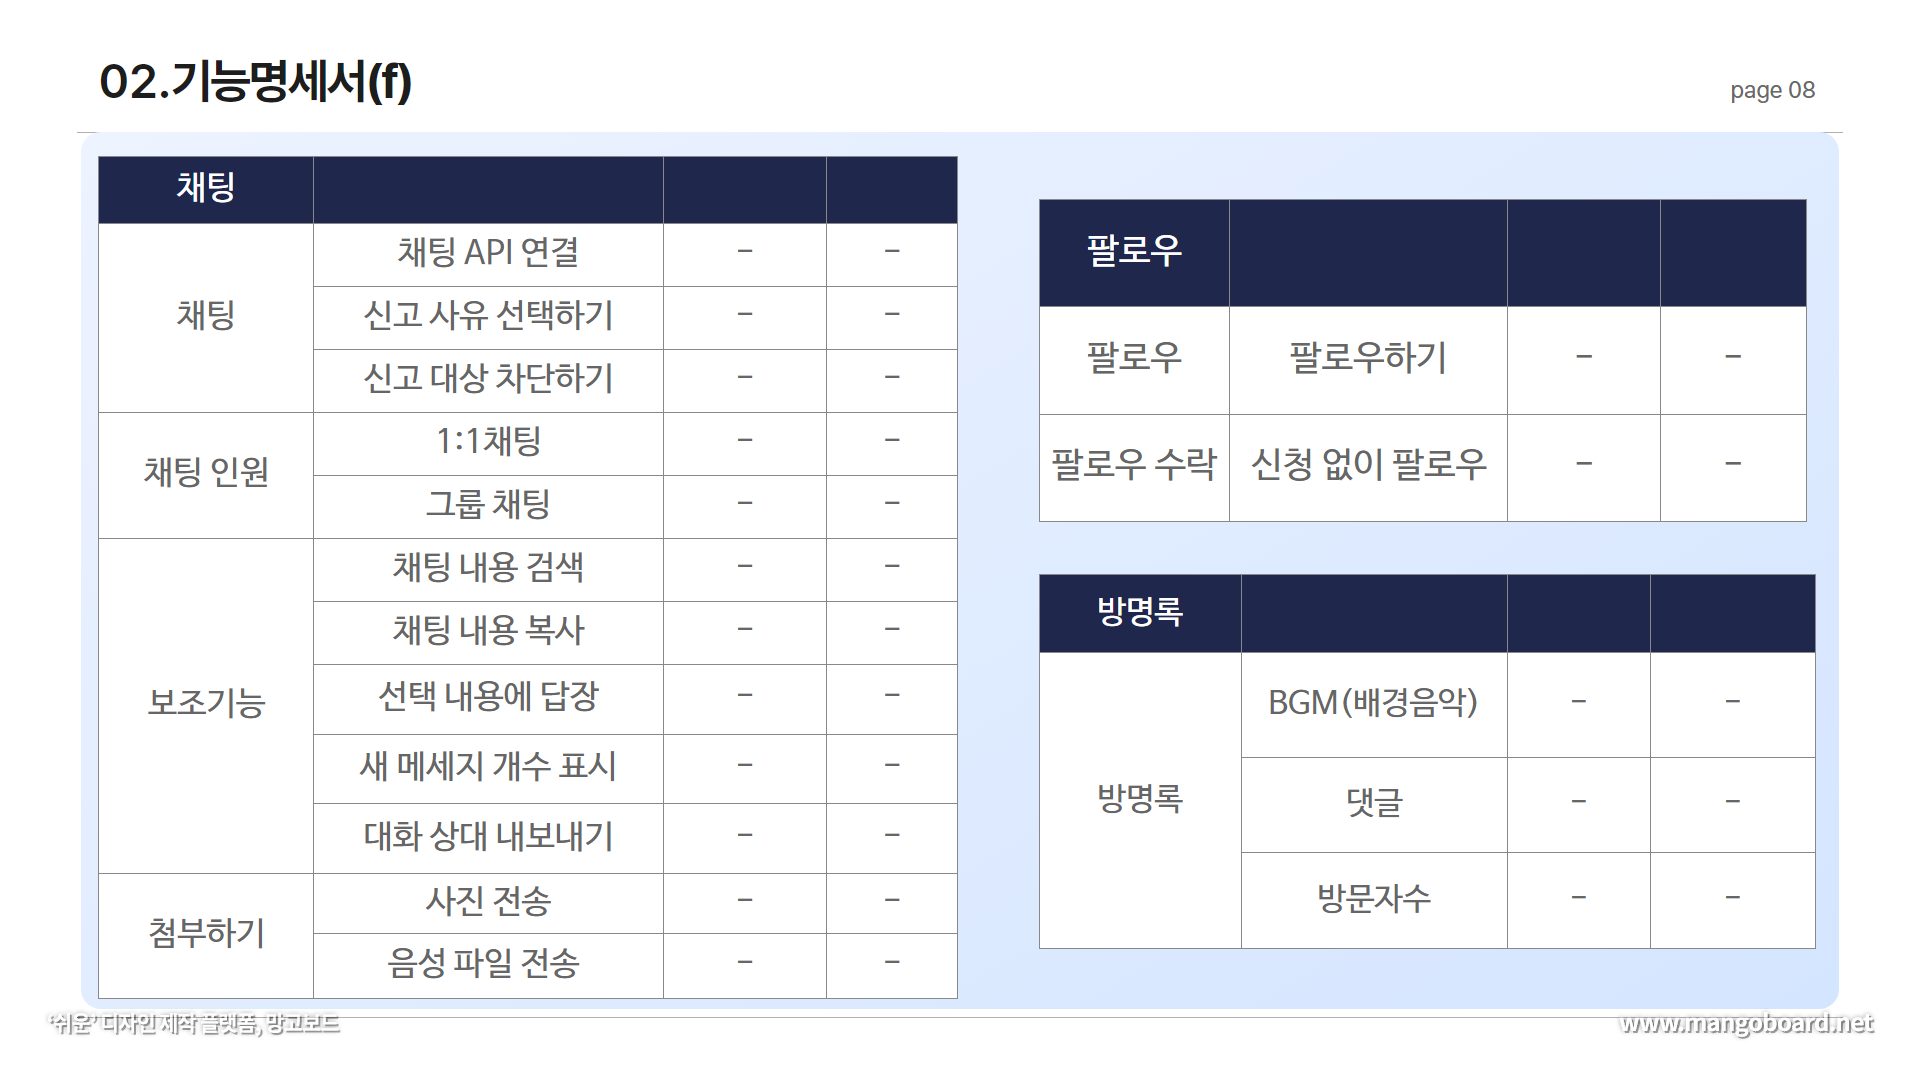 02.기능명세서(f)
page 08
채팅
채팅
채팅 API 연결 - -
신고 사유 선택하기 - -
신고 대상 차단하기 - -
채팅 인원
1:1채팅 - -
그룹 채팅 - -
보조기능
채팅 내용 검색 - -
채팅 내용 복사 - -
선택 내용에 답장 - -
새 메세지 개수 표시 - -
대화 상대 내보내기 - -
첨부하기
사진 전송 - -
음성 파일 전송 - -
팔로우
팔로우 팔로우하기 - -
팔로우 수락 신청 없이 팔로우 - -
방명록
방명록
BGM(배경음악) - -
댓글 - -
방문자수 - -
'쉬운' 디자인 제작 플랫폼, 망고보드
www.mangoboard.net